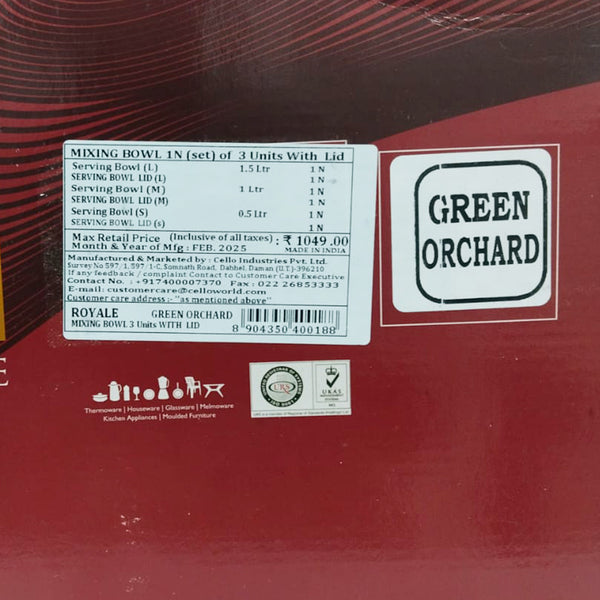 MIXING BOWL 1N (set) of 3 Units With Lid
Serving Bowl (L) 1.5 Ltr 1 N
SERVING BOWL LID (L) 1 N
Serving Bowl (M) 1 Ltr 1 N
SERVING BOWL LID (M) 1 N
Serving Bowl (S) 0.5 Ltr 1 N
SERVING BOWL LID (s) 1 N
Max Retail Price (Inclusive of all taxes) : ₹ 1049.00
Month & Year of Mfg : FEB. 2025 MADE IN INDIA
Manufactured & Marketed by : Cello Industries Pvt. Ltd.
Survey No 597/1, 597/1-C, Somnath Road, Dabhel, Daman (U.T.)-396210
If any feedback / complaint Contact to Customer Care Executive
Contact No. : +917400007370 Fax : 022 26853333
E-mail: customercare@celloworld.com
Customer care address :- "as mentioned above"
ROYALE GREEN ORCHARD
MIXING BOWL 3 Units WITH LID
8 904350 400188
GREEN
ORCHARD
E
Thermoware | Houseware | Glassware | Melmoware
Kitchen Appliances | Moulded Furniture
URS
ISO 9001
UKAS
MANAGEMENT
SYSTEMS